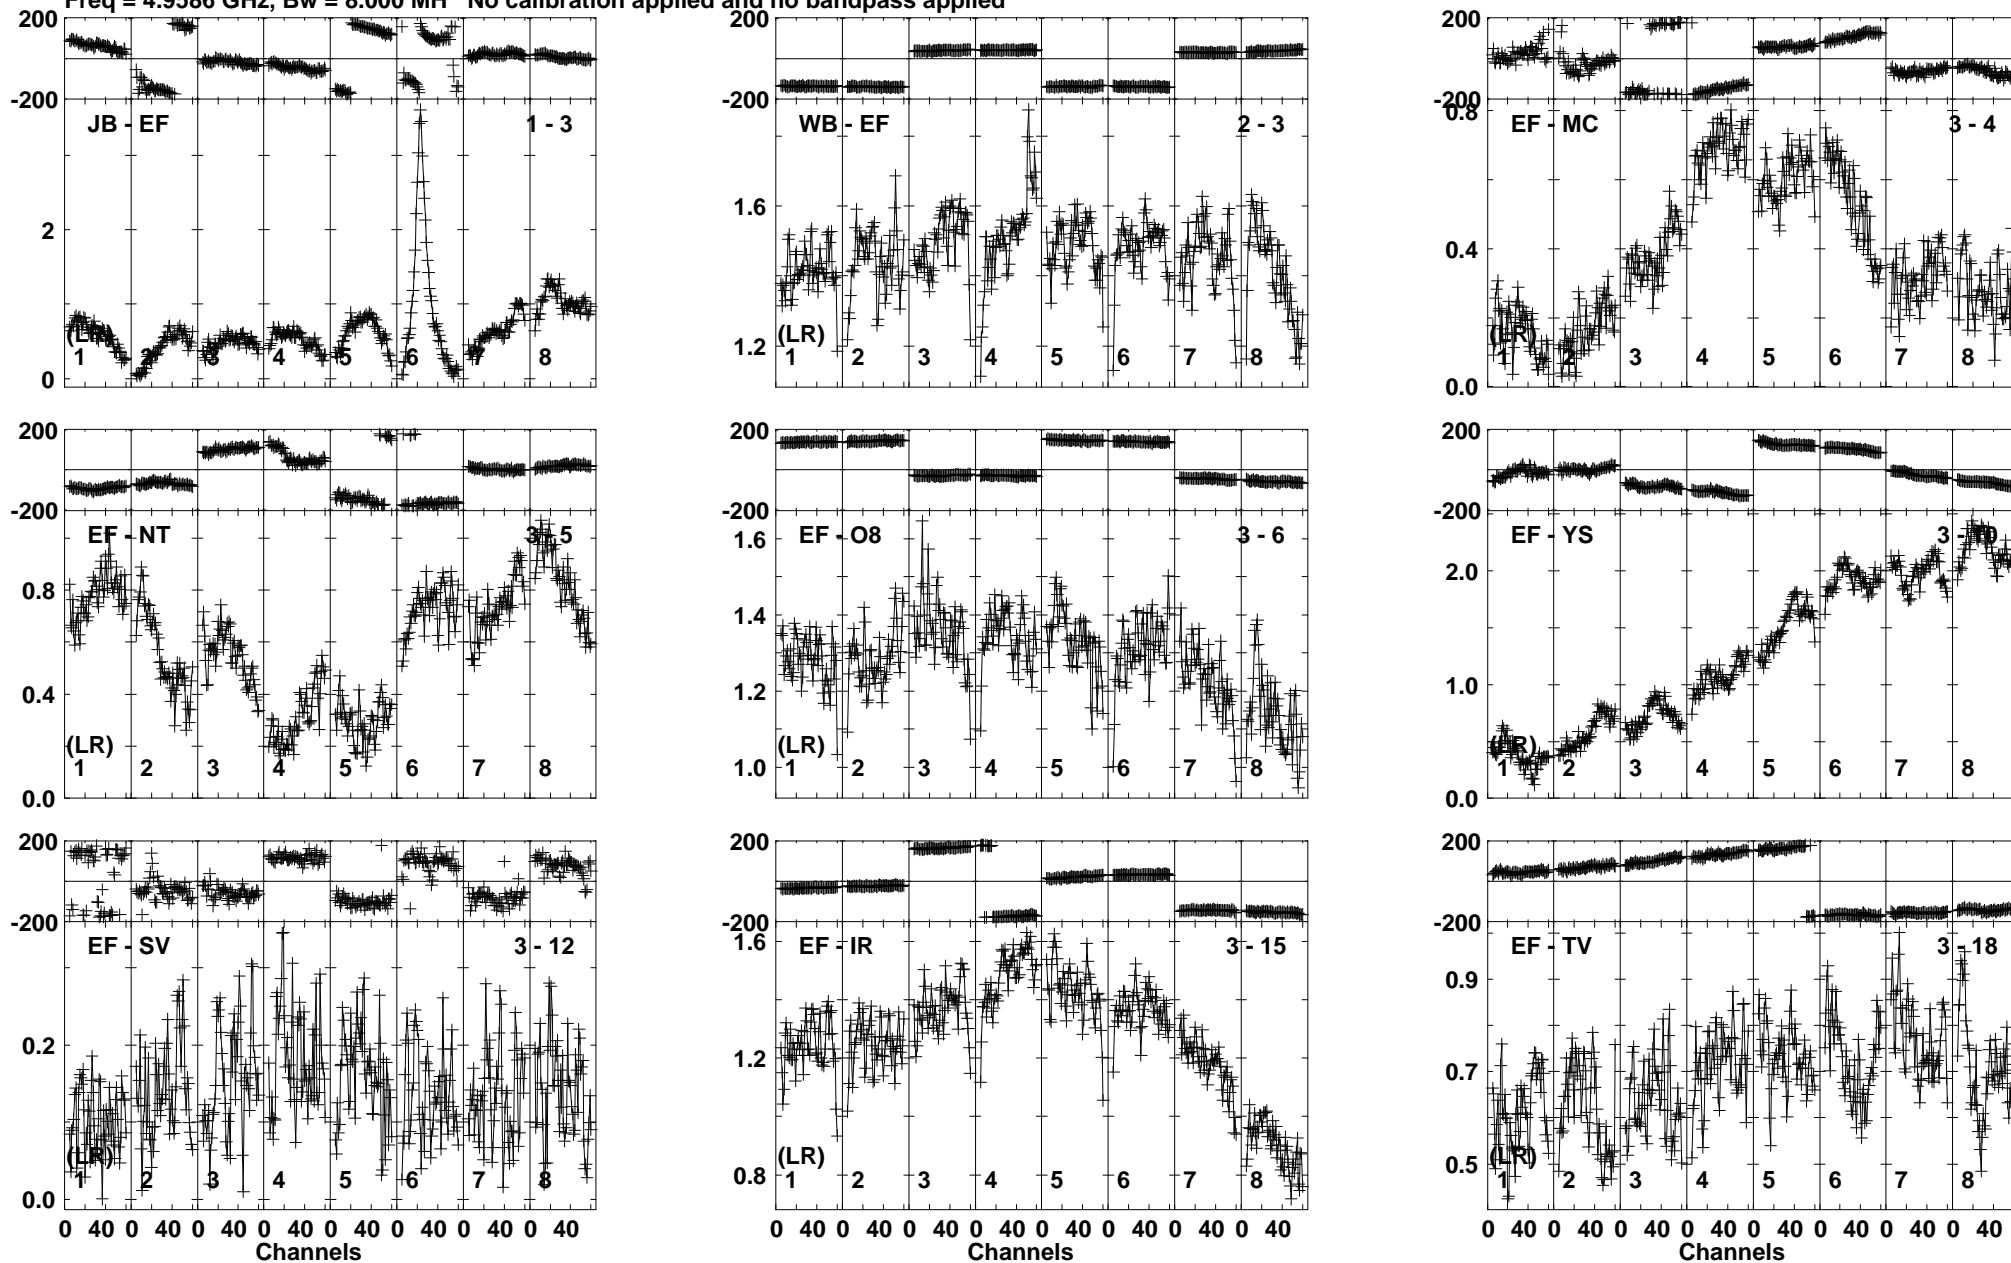 Freq = 4.9586 GHz, Bw = 8.000 MH No calibration applied and no bandpass applied
200 200 200
-200 -200 -200
JB - EF 1 - 3 WB - EF 2 - 3 EF - MC 3 - 4
0.8
2 1.6
0.4
(LR) (LR) (LR)
1 2 3 4 5 6 7 8 1.2 1 2 3 4 5 6 7 8 1 2 3 4 5 6 7 8
0 0.0
200 200 200
-200 -200 -200
EF - NT 3 - 5 EF - O8 3 - 6 EF - YS 3 - 10
1.6
0.8 2.0
1.4
1.2
0.4 1.0
(LR) (LR) (LR)
1 2 3 4 5 6 7 8 1.0 1 2 3 4 5 6 7 8 1 2 3 4 5 6 7 8
0.0 0.0
200 200 200
-200 -200 -200
EF - SV 3 - 12 EF - IR 3 - 15 EF - TV 3 - 18
1.6
0.9
0.2 1.2 0.7
(LR) (LR) (LR)
1 2 3 4 5 6 7 8 0.8 1 2 3 4 5 6 7 8 0.5 1 2 3 4 5 6 7 8
0.0
0 40 0 40 0 40 0 40 0 40 0 40 0 40 0 40 0 40 0 40 0 40 0 40 0 40 0 40 0 40 0 40 0 40 0 40 0 40 0 40 0 40 0 40 0 40 0 40
Channels Channels Channels